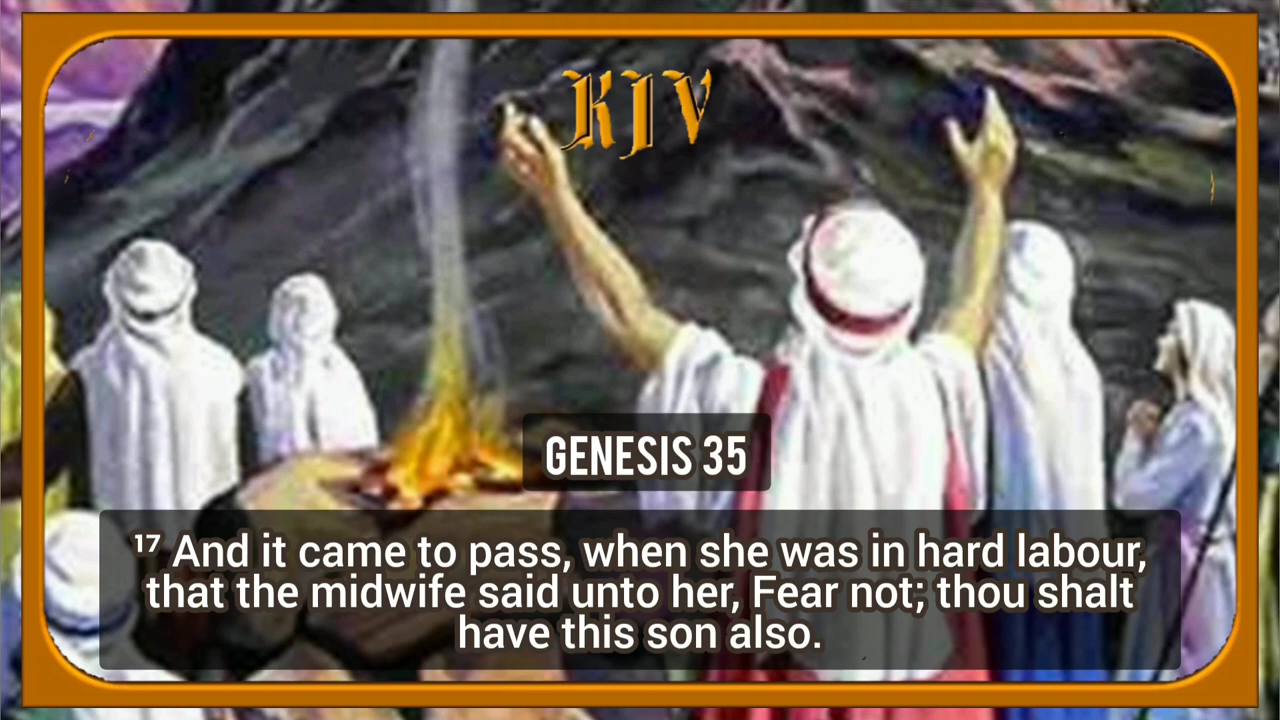 KJV
GENESIS 35
¹⁷ And it came to pass, when she was in hard labour,
that the midwife said unto her, Fear not; thou shalt
have this son also.